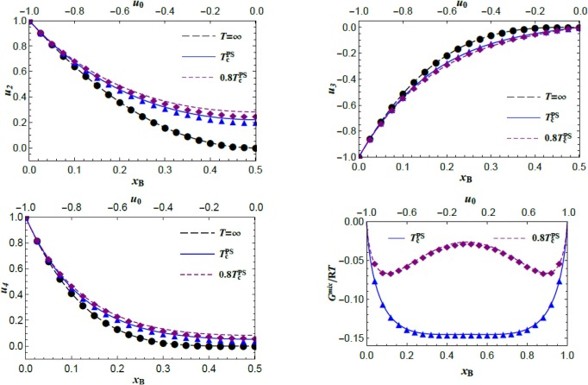 u₀
-1.0 -0.8 -0.6 -0.4 -0.2 0.0
1.0
0.8
0.6
0.4
0.2
0.0
u₂
T=∞
T_c^PS
0.8T_c^PS
0.0 0.1 0.2 0.3 0.4 0.5
x_B
u₀
-1.0 -0.8 -0.6 -0.4 -0.2 0.0
0.0
-0.2
-0.4
-0.6
-0.8
-1.0
u₃
T=∞
T_c^PS
0.8T_c^PS
0.0 0.1 0.2 0.3 0.4 0.5
x_B
u₀
-1.0 -0.8 -0.6 -0.4 -0.2 0.0
1.0
0.8
0.6
0.4
0.2
0.0
u₄
T=∞
T_c^PS
0.8T_c^PS
0.0 0.1 0.2 0.3 0.4 0.5
x_B
u₀
-1.0 -0.6 -0.2 0.2 0.6 1.0
0.00
-0.05
-0.10
-0.15
G^mix/RT
T_c^PS 0.8T_c^PS
0.0 0.2 0.4 0.6 0.8 1.0
x_B